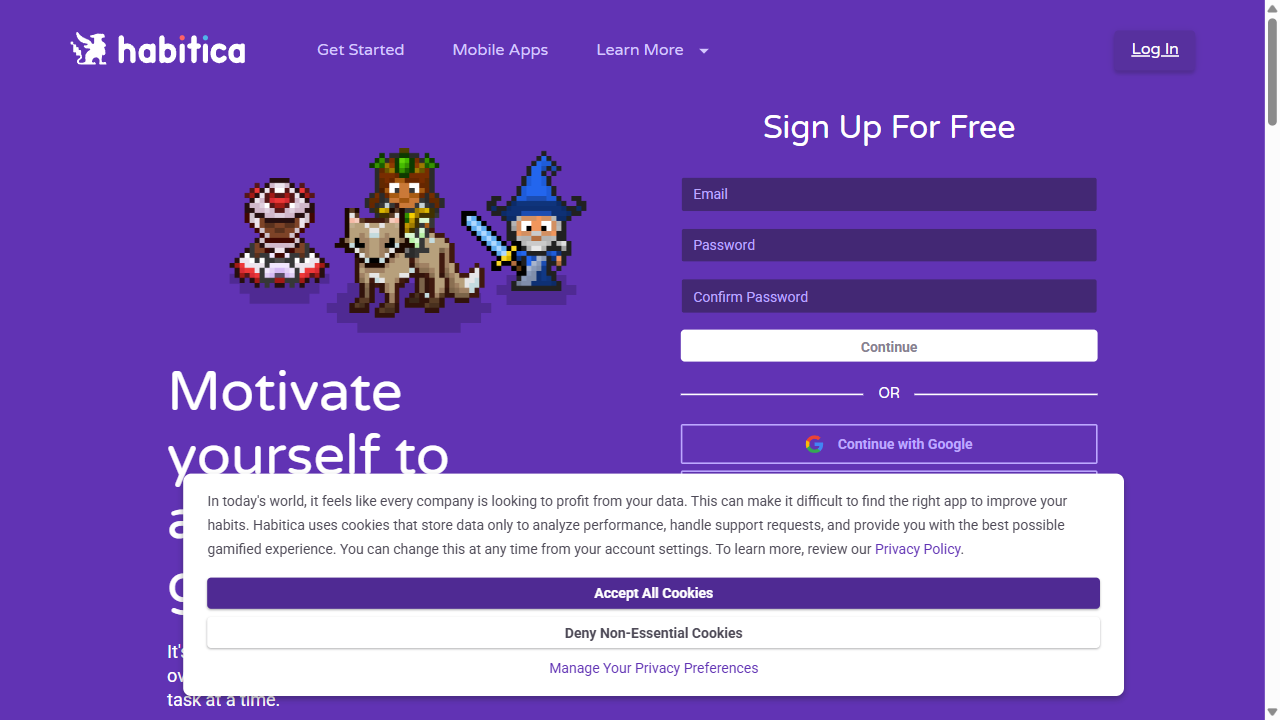 habitica
Get Started
Mobile Apps
Learn More
Log In
Sign Up For Free
Email
Password
Confirm Password
Continue
OR
Continue with Google
Motivate
yourself to
In today's world, it feels like every company is looking to profit from your data. This can make it difficult to find the right app to improve your
habits. Habitica uses cookies that store data only to analyze performance, handle support requests, and provide you with the best possible
gamified experience. You can change this at any time from your account settings. To learn more, review our Privacy Policy.
Accept All Cookies
Deny Non-Essential Cookies
Manage Your Privacy Preferences
It's
task at a time.